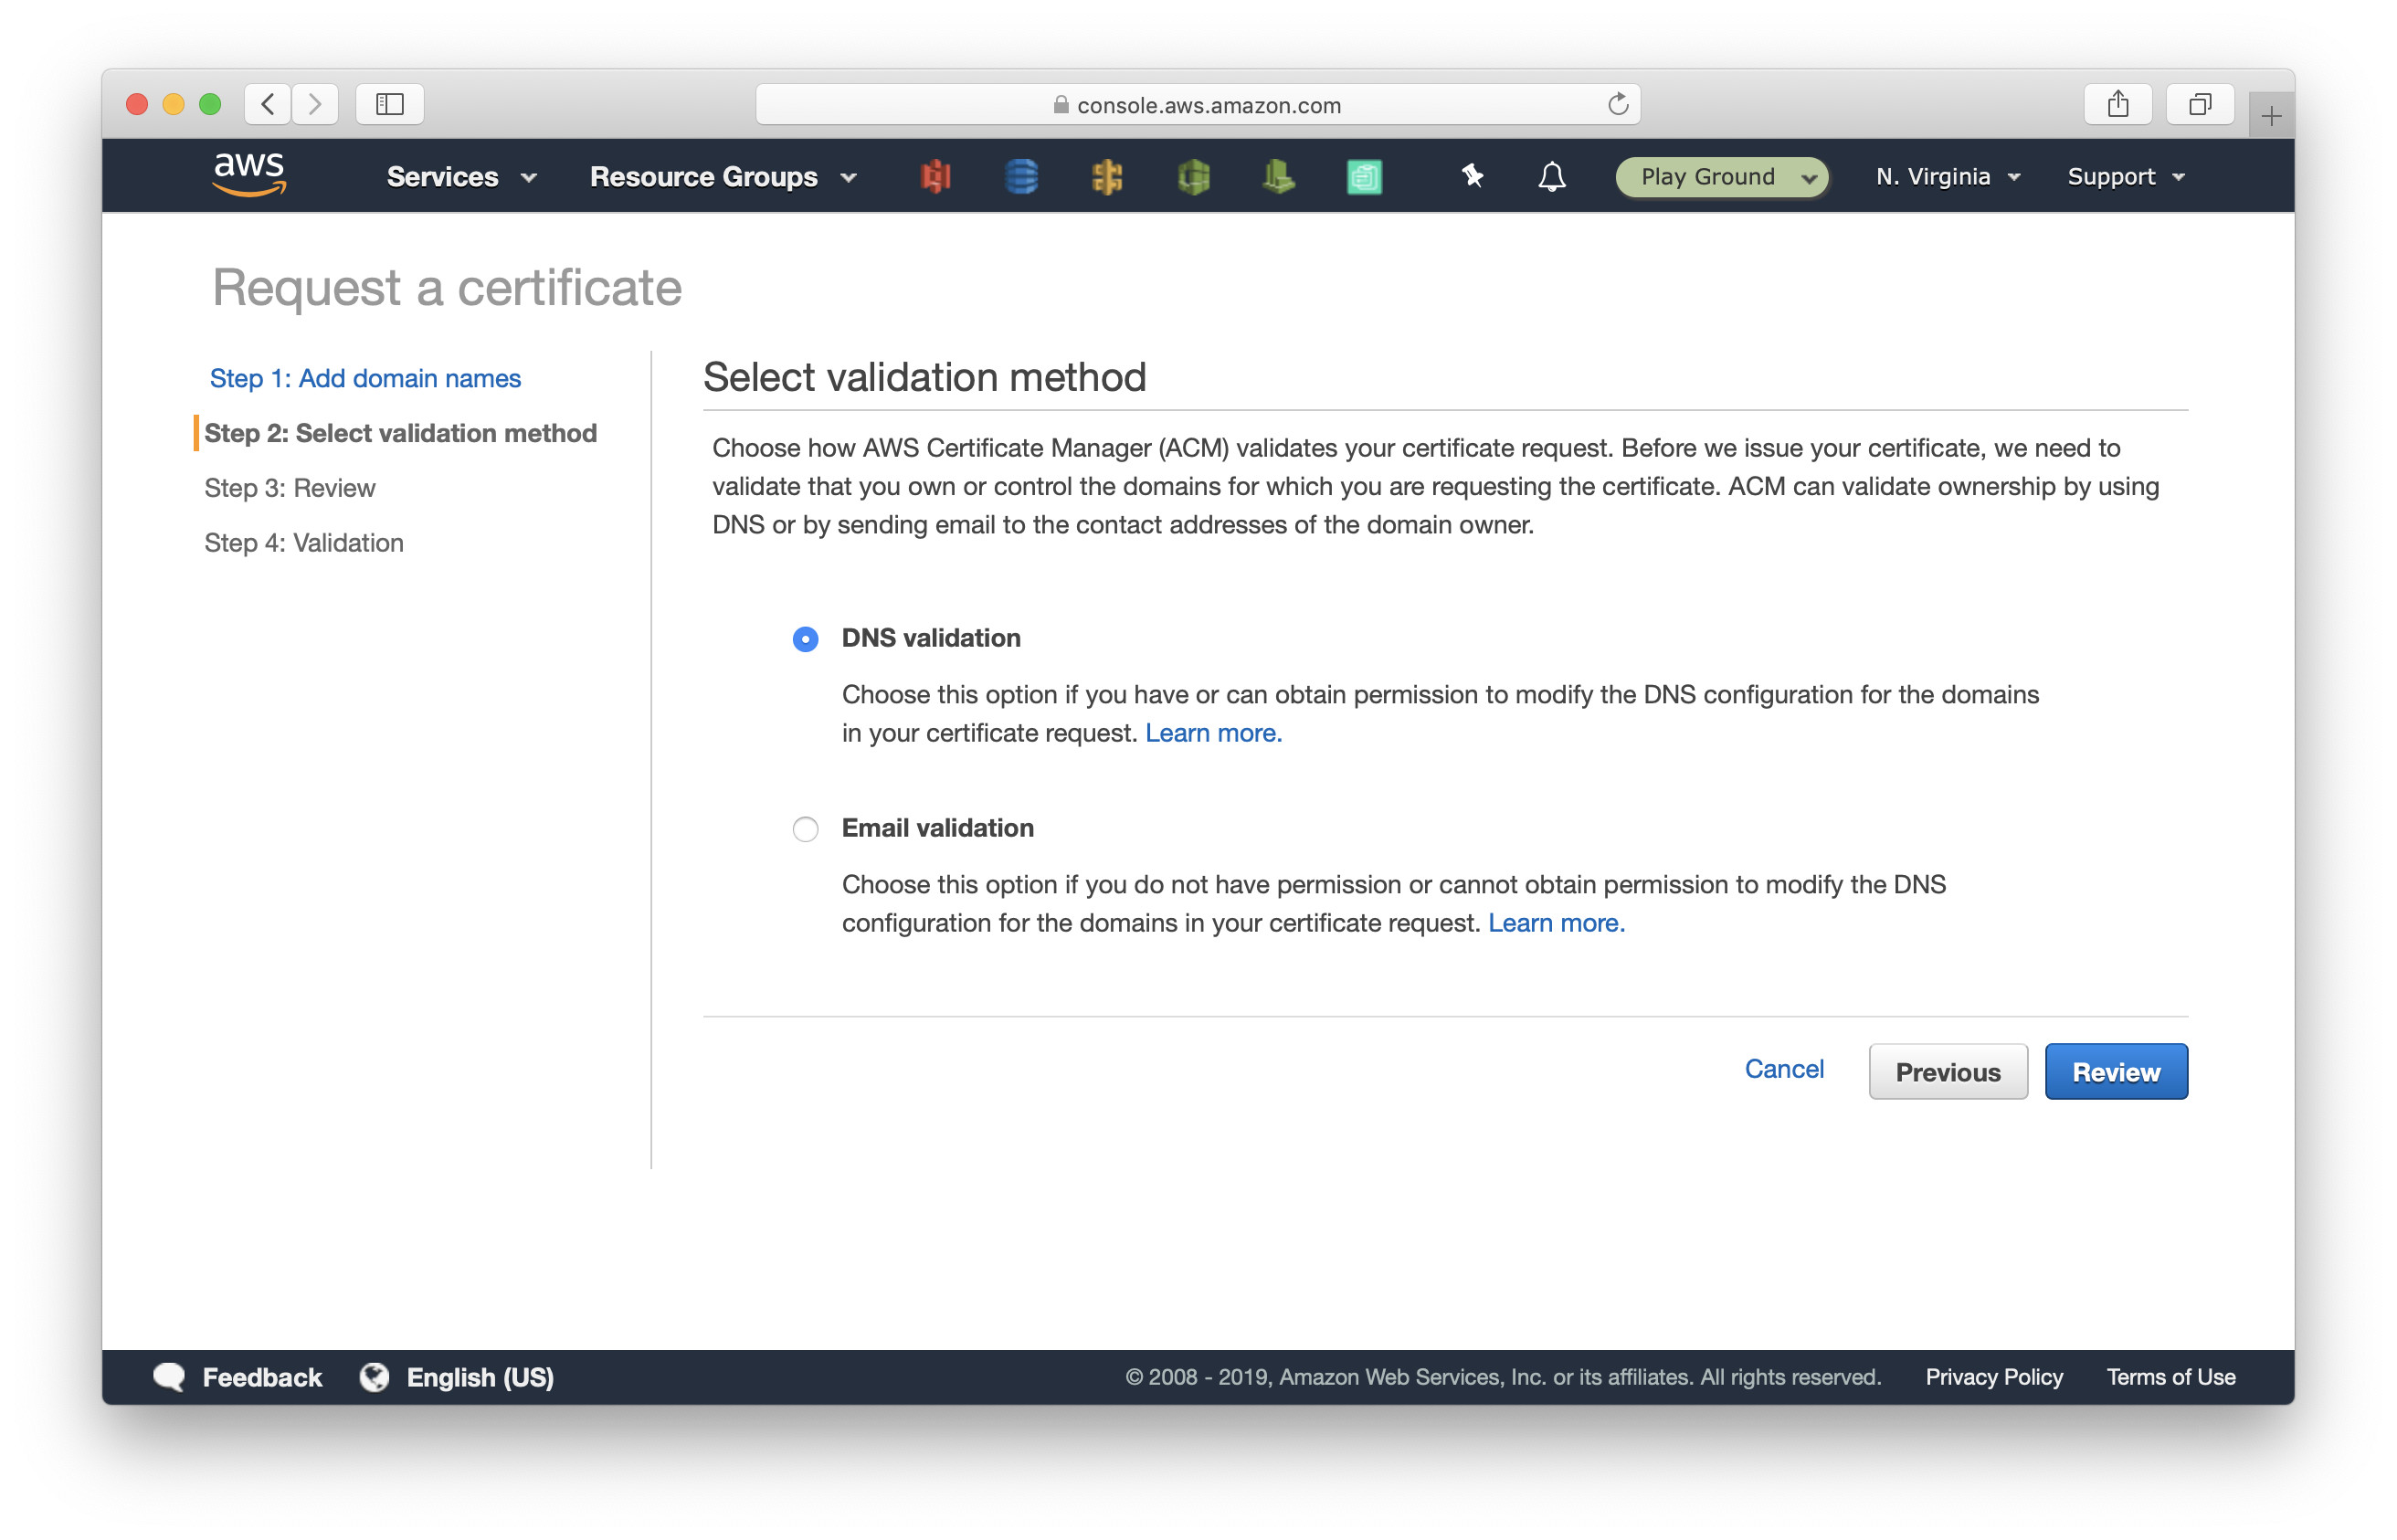 console.aws.amazon.com
aws
Services
Resource Groups
Play Ground
N. Virginia
Support
Request a certificate
Step 1: Add domain names
Step 2: Select validation method
Step 3: Review
Step 4: Validation
Select validation method
Choose how AWS Certificate Manager (ACM) validates your certificate request. Before we issue your certificate, we need to
validate that you own or control the domains for which you are requesting the certificate. ACM can validate ownership by using
DNS or by sending email to the contact addresses of the domain owner.
DNS validation
Choose this option if you have or can obtain permission to modify the DNS configuration for the domains
in your certificate request. Learn more.
Email validation
Choose this option if you do not have permission or cannot obtain permission to modify the DNS
configuration for the domains in your certificate request. Learn more.
Cancel
Previous
Review
Feedback
English (US)
© 2008 - 2019, Amazon Web Services, Inc. or its affiliates. All rights reserved.
Privacy Policy
Terms of Use